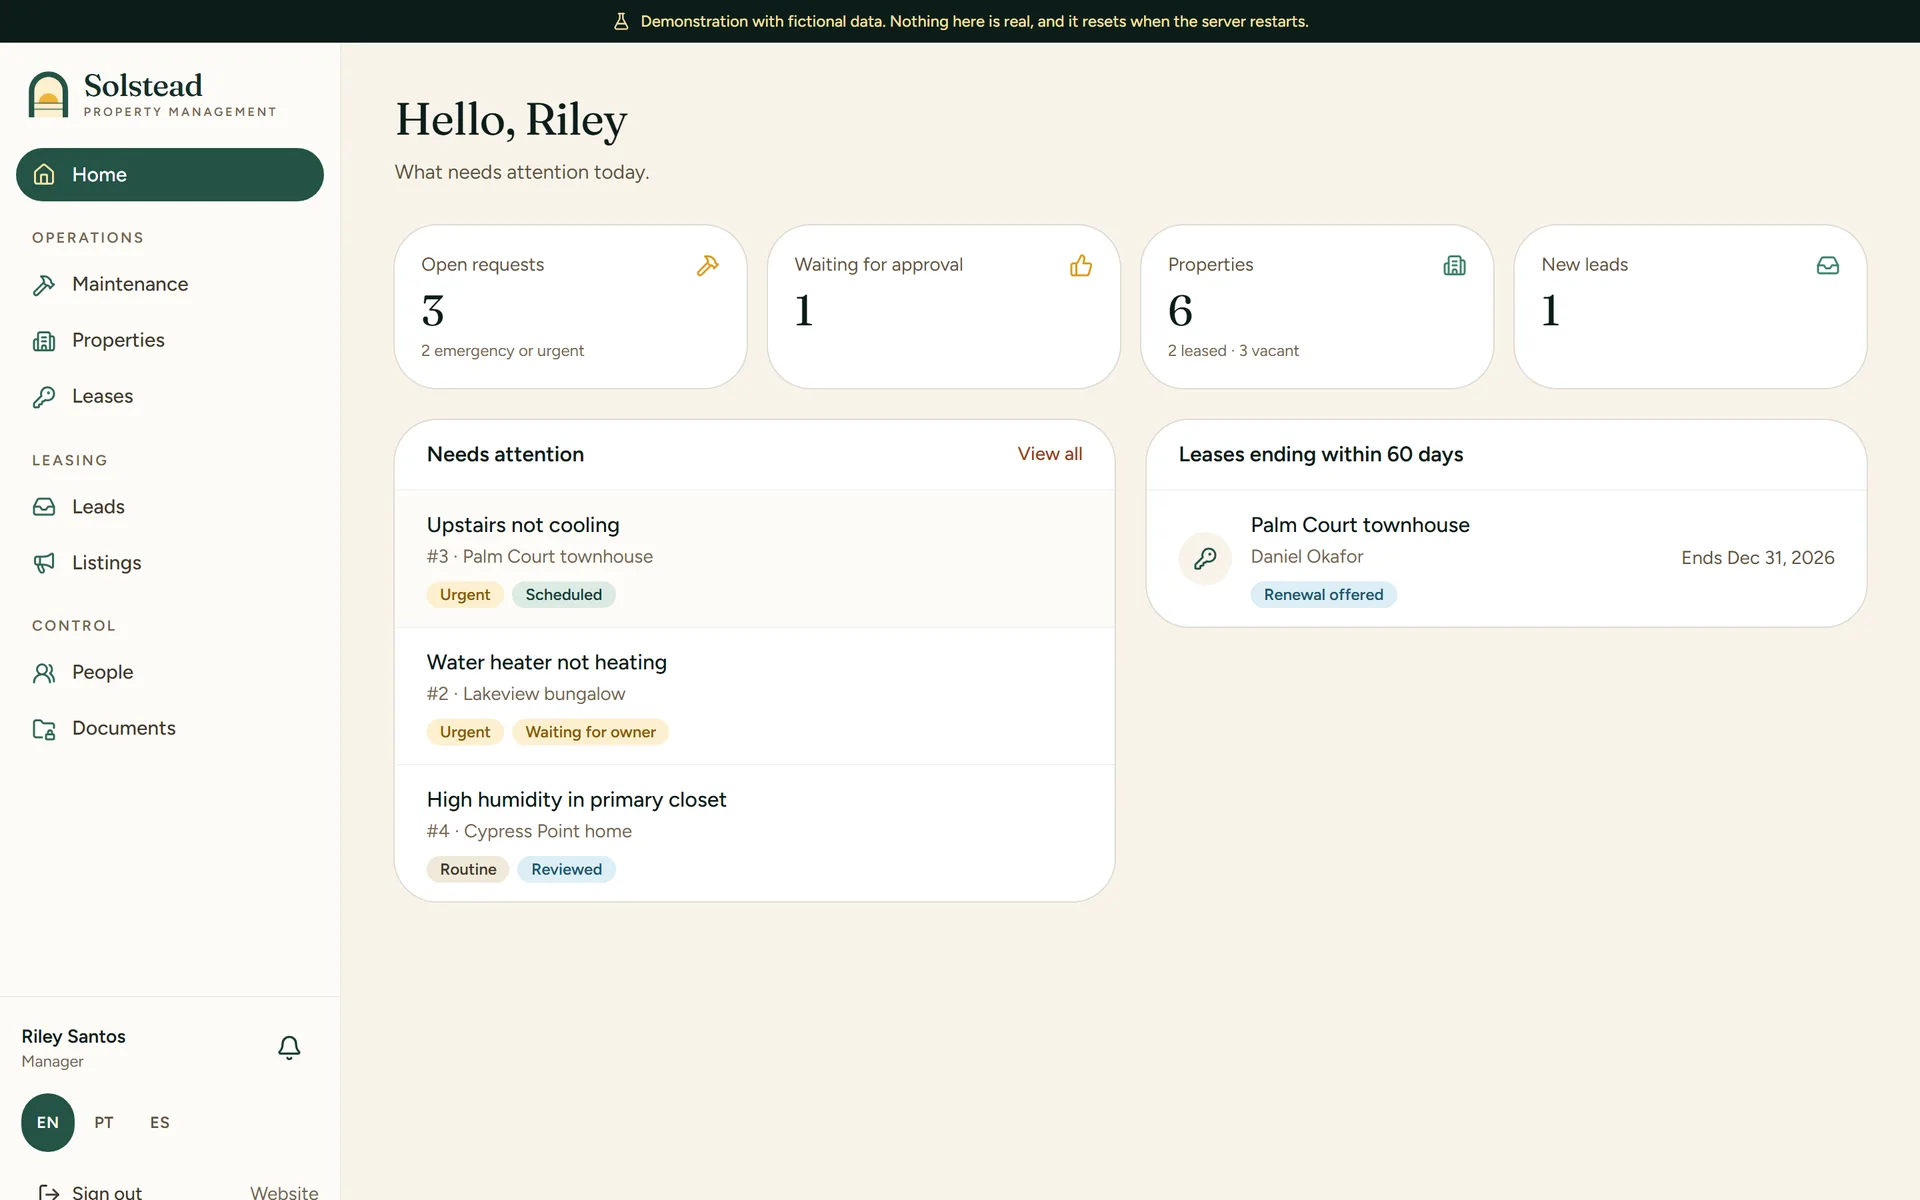 Demonstration with fictional data. Nothing here is real, and it resets when the server restarts.
Solstead
PROPERTY MANAGEMENT
Home
OPERATIONS
Maintenance
Properties
Leases
LEASING
Leads
Listings
CONTROL
People
Documents
Riley Santos
Manager
EN PT ES
Sign out Website
Hello, Riley
What needs attention today.
Open requests
3
2 emergency or urgent
Waiting for approval
1
Properties
6
2 leased · 3 vacant
New leads
1
Needs attention View all
Upstairs not cooling
#3 · Palm Court townhouse
Urgent Scheduled
Water heater not heating
#2 · Lakeview bungalow
Urgent Waiting for owner
High humidity in primary closet
#4 · Cypress Point home
Routine Reviewed
Leases ending within 60 days
Palm Court townhouse
Daniel Okafor
Ends Dec 31, 2026
Renewal offered